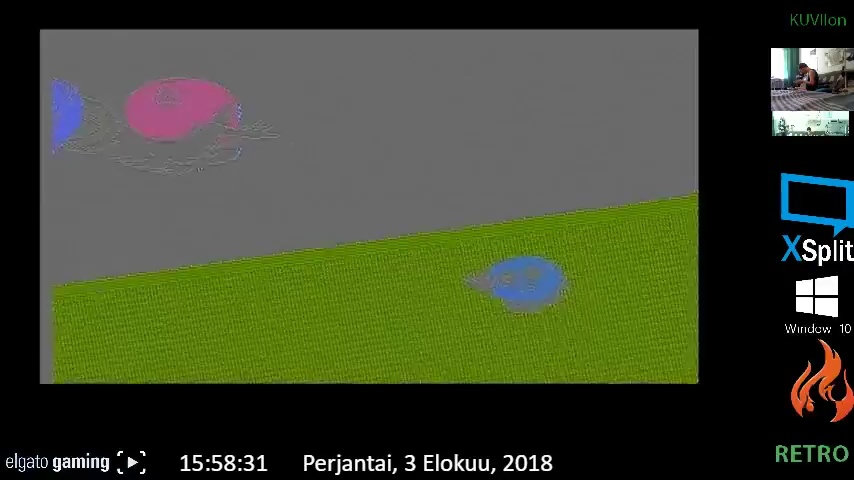 KUVIIon
XSplit
Window 10
RETRO
elgato gaming
15:58:31
Perjantai, 3 Elokuu, 2018